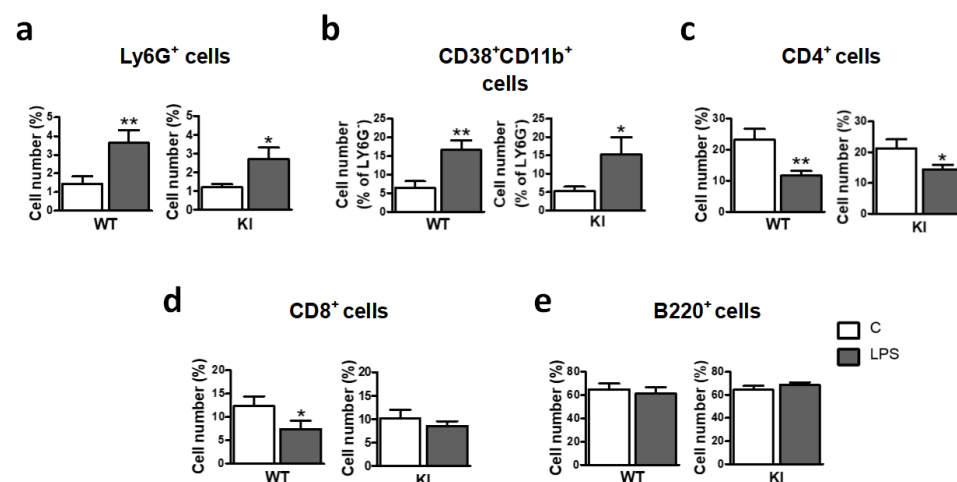 a
Ly6G⁺ cells
Cell number (%)
5
4
3
2
1
0
**
WT
Cell number (%)
5
4
3
2
1
0
*
KI
b
CD38⁺CD11b⁺
cells
Cell number
(% of LY6G⁻)
25
20
15
10
5
0
**
WT
Cell number
(% of LY6G⁻)
25
20
15
10
5
0
*
KI
c
CD4⁺ cells
Cell number (%)
30
20
10
0
**
WT
Cell number (%)
30
20
10
0
*
KI
d
CD8⁺ cells
Cell number (%)
20
15
10
5
0
*
WT
Cell number (%)
20
15
10
5
0
KI
e
B220⁺ cells
Cell number (%)
80
60
40
20
0
WT
Cell number (%)
80
60
40
20
0
KI
C
LPS